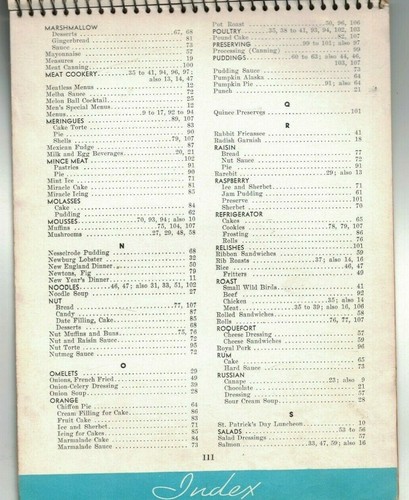 MARSHMALLOW
Desserts 67, 68
Gingerbread 81
Sauce 73
Mayonnaise 32
Measures 19
Meat Canning 100
MEAT COOKERY 35 to 41, 94, 96, 97;
also 13, 14, 47
Meatless Menus 12
Melba Sauce 72
Melon Ball Cocktail 25
Men's Special Menus 12
Menus 9 to 17, 92 to 94
MERINGUES 80, 107
Cake Torte 83
Pie 90
Shells 79, 107
Mexican Fudge 87
Milk and Egg Beverages 20, 21
MINCE MEAT 102
Pastries 91
Pie 90
Mint Ice 71
Miracle Cake 81
Miracle Icing 85
MOLASSES
Cake 84
Pudding 62
MOUSSES 70, 93, 94; also 10
Muffins 75, 104, 107
Mushrooms 27, 29, 48, 58
N
Nesselrode Pudding 68
Newburg Lobster 32
New England Dinner 50
Newtons, Fig 79
New Year's Dinner 11
NOODLES 46, 47; also 31, 33, 51, 102
Noodle Soup 27
NUT
Bread 77, 107
Candy 87
Date Filling, Cake 83
Desserts 68
Nut Muffins and Buns 75, 76
Nut and Raisin Sauce 72
Nut Torte 95
Nutmeg Sauce 72
O
OMELETS 29
Onions, French Fried 49
Onion-Celery Dressing 39
Onion Soup 28
ORANGE
Chiffon Pie 64
Cream Filling for Cake 86
Fruit Cake 83
Ice and Sherbet 71
Icing for Cakes 85
Marmalade Cake 84
Marmalade Sauce 73
Pot Roast 50, 96, 106
POULTRY 35, 38 to 41, 93, 94, 102, 103
Pound Cake 82, 107
PRESERVING 99 to 102; also 97
Processing (Canning) 99
PUDDINGS 60 to 63; also 44, 46,
103, 107
Pudding Sauce 73
Pumpkin Alaska 64
Pumpkin Pie 91; also 64
Punch 21
Q
Quince Preserves 101
R
Rabbit Fricassee 41
Radish Garnish 18
RAISIN
Bread 77
Nut Sauce 72
Pie 91
Rarebit 29; also 13
RASPBERRY
Ice and Sherbet 71
Jam Pudding 61
Preserve 101
Sherbet 70
REFRIGERATOR
Cakes 65
Cookies 78, 79, 107
Frosting 86
Rolls 76
RELISHES 101
Ribbon Sandwiches 59
Rib Roasts 37; also 14, 16
Rice 46, 47
Fritters 49
ROAST
Small Wild Birds 41
Beef 92
Chicken 35; also 14
Meat 35 to 39; also 16, 106
Rolled Sandwiches 58
Rolls 76, 77, 107
ROQUEFORT
Cheese Dressing 57
Cheese Sandwiches 59
Royal Pork 96
RUM
Cake 65
Hard Sauce 73
RUSSIAN
Canape 23; also 9
Chocolate 21
Dressing 57
Sour Cream Soup 28
S
St. Patrick's Day Luncheon 10
SALADS 53 to 56
Salad Dressings 57
Salmon 33, 47, 59; also 16
111
Index